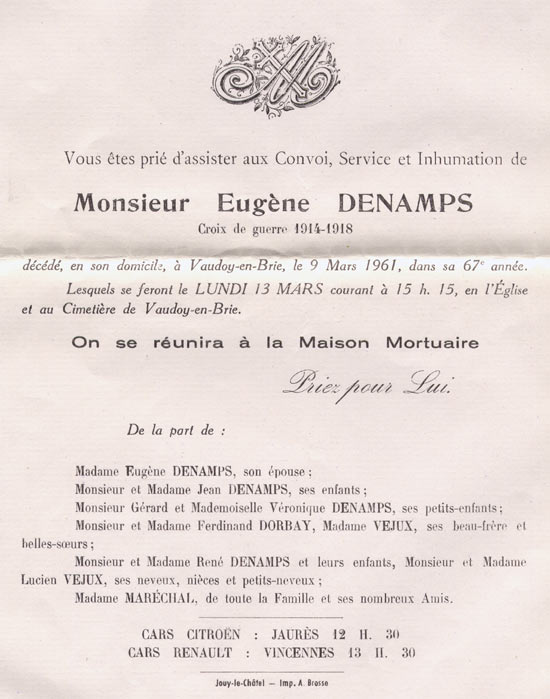 Vous êtes prié d'assister aux Convoi, Service et Inhumation de
Monsieur Eugène DENAMPS
Croix de guerre 1914-1918
décédé, en son domicile, à Vaudoy-en-Brie, le 9 Mars 1961, dans sa 67e année.
Lesquels se feront le LUNDI 13 MARS courant à 15 h. 15, en l'Église
et au Cimetière de Vaudoy-en-Brie.
On se réunira à la Maison Mortuaire
Priez pour Lui.
De la part de :
Madame Eugène DENAMPS, son épouse ;
Monsieur et Madame Jean DENAMPS, ses enfants ;
Monsieur Gérard et Mademoiselle Véronique DENAMPS, ses petits-enfants ;
Monsieur et Madame Ferdinand DORBAY, Madame VEJUX, ses beau-frère et
belles-sœurs ;
Monsieur et Madame René DENAMPS et leurs enfants, Monsieur et Madame
Lucien VEJUX, ses neveux, nièces et petits-neveux ;
Madame MARÉCHAL, de toute la Famille et ses nombreux Amis.
CARS CITROËN : JAURÈS 12 H. 30
CARS RENAULT : VINCENNES 13 H. 30
Jouy-le-Châtel — Imp. A. Brosse